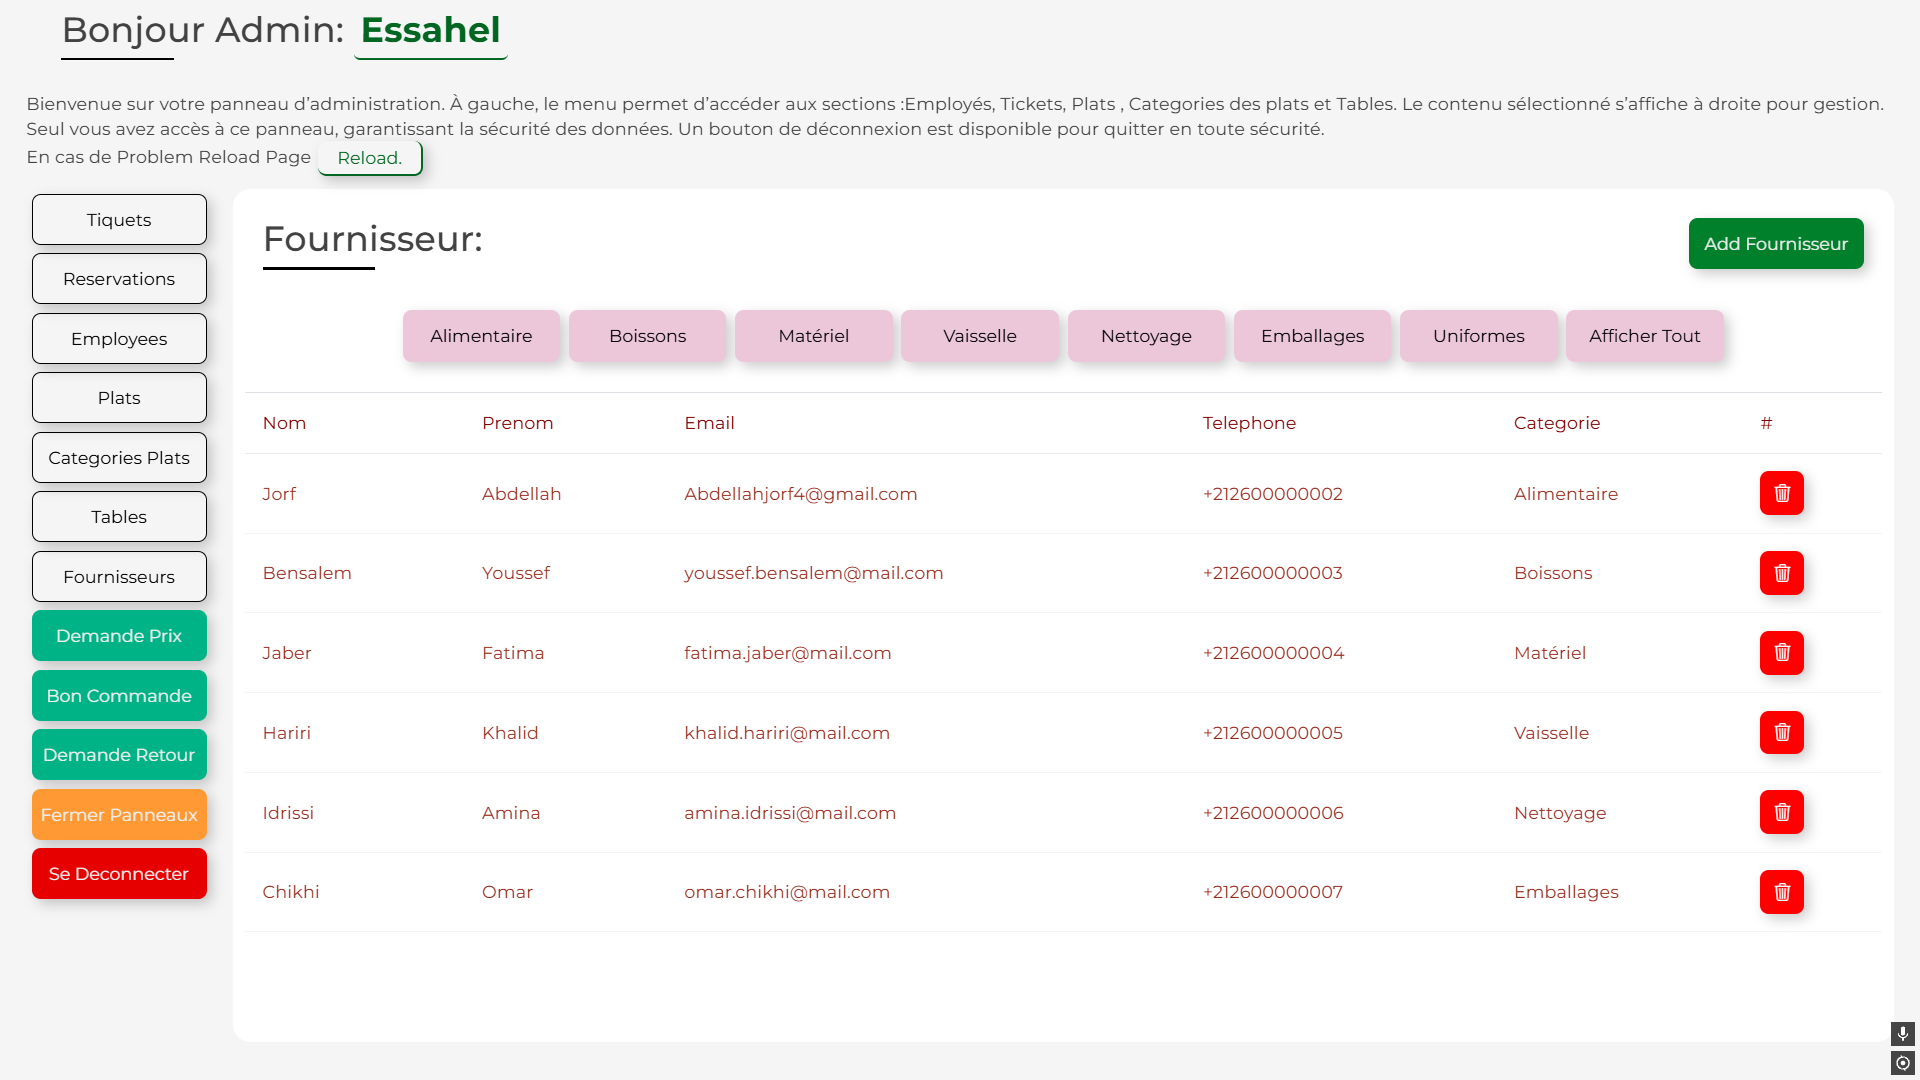 Bonjour Admin: Essahel
Bienvenue sur votre panneau d’administration. À gauche, le menu permet d’accéder aux sections :Employés, Tickets, Plats , Categories des plats et Tables. Le contenu sélectionné s’affiche à droite pour gestion.
Seul vous avez accès à ce panneau, garantissant la sécurité des données. Un bouton de déconnexion est disponible pour quitter en toute sécurité.
En cas de Problem Reload Page Reload.
Tiquets
Reservations
Employees
Plats
Categories Plats
Tables
Fournisseurs
Demande Prix
Bon Commande
Demande Retour
Fermer Panneaux
Se Deconnecter
Fournisseur:
Add Fournisseur
Alimentaire Boissons Matériel Vaisselle Nettoyage Emballages Uniformes Afficher Tout
Nom Prenom Email Telephone Categorie #
Jorf Abdellah Abdellahjorf4@gmail.com +212600000002 Alimentaire
Bensalem Youssef youssef.bensalem@mail.com +212600000003 Boissons
Jaber Fatima fatima.jaber@mail.com +212600000004 Matériel
Hariri Khalid khalid.hariri@mail.com +212600000005 Vaisselle
Idrissi Amina amina.idrissi@mail.com +212600000006 Nettoyage
Chikhi Omar omar.chikhi@mail.com +212600000007 Emballages